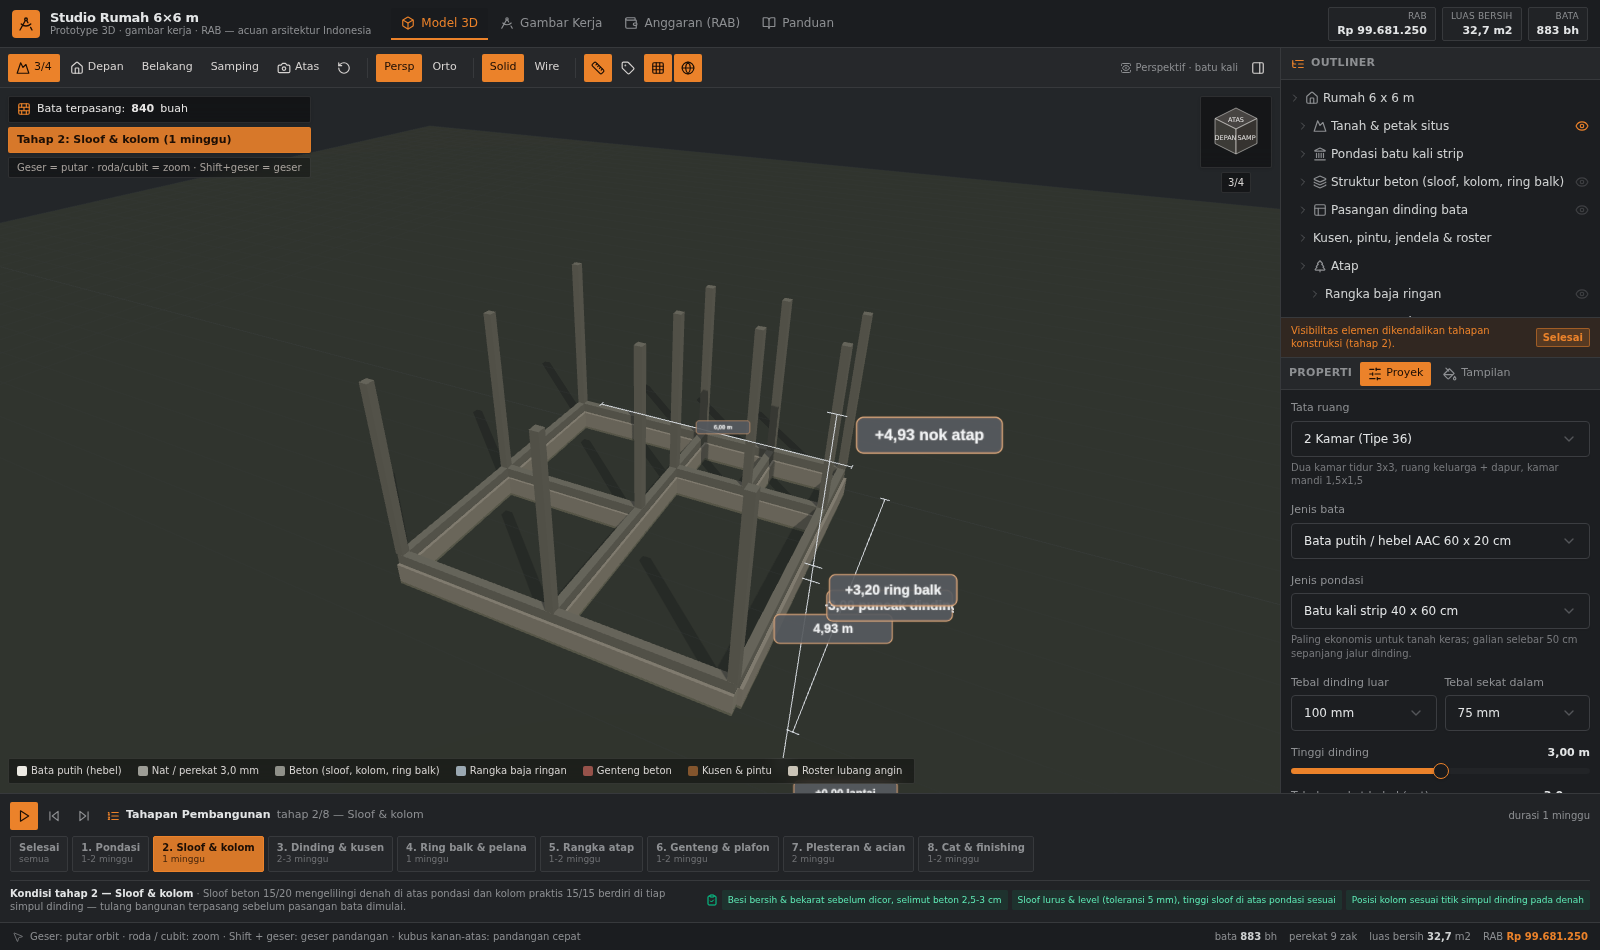 Studio Rumah 6×6 m
Prototype 3D · gambar kerja · RAB — acuan arsitektur Indonesia
Model 3D
Gambar Kerja
Anggaran (RAB)
Panduan
RAB
Rp 99.681.250
LUAS BERSIH
32,7 m2
BATA
883 bh
3/4
Depan
Belakang
Samping
Atas
Persp
Orto
Solid
Wire
Perspektif · batu kali
Bata terpasang: 840 buah
Tahap 2: Sloof & kolom (1 minggu)
Geser = putar · roda/cubit = zoom · Shift+geser = geser
ATAS
DEPAN
SAMP
3/4
6,00 m
+4,93 nok atap
+3,20 ring balk
4,93 m
+0,00 lantai
Bata putih (hebel)
Nat / perekat 3,0 mm
Beton (sloof, kolom, ring balk)
Rangka baja ringan
Genteng beton
Kusen & pintu
Roster lubang angin
OUTLINER
Rumah 6 x 6 m
Tanah & petak situs
Pondasi batu kali strip
Struktur beton (sloof, kolom, ring balk)
Pasangan dinding bata
Kusen, pintu, jendela & roster
Atap
Rangka baja ringan
Visibilitas elemen dikendalikan tahapan
konstruksi (tahap 2).
Selesai
PROPERTI
Proyek
Tampilan
Tata ruang
2 Kamar (Tipe 36)
Dua kamar tidur 3x3, ruang keluarga + dapur, kamar
mandi 1,5x1,5
Jenis bata
Bata putih / hebel AAC 60 x 20 cm
Jenis pondasi
Batu kali strip 40 x 60 cm
Paling ekonomis untuk tanah keras; galian selebar 50 cm
sepanjang jalur dinding.
Tebal dinding luar
Tebal sekat dalam
100 mm
75 mm
Tinggi dinding
3,00 m
Tahapan Pembangunan
tahap 2/8 — Sloof & kolom
durasi 1 minggu
Selesai
semua
1. Pondasi
1-2 minggu
2. Sloof & kolom
1 minggu
3. Dinding & kusen
2-3 minggu
4. Ring balk & pelana
1 minggu
5. Rangka atap
1-2 minggu
6. Genteng & plafon
1-2 minggu
7. Plesteran & acian
2 minggu
8. Cat & finishing
1-2 minggu
Kondisi tahap 2 — Sloof & kolom · Sloof beton 15/20 mengelilingi denah di atas pondasi dan kolom praktis 15/15 berdiri di tiap
simpul dinding — tulang bangunan terpasang sebelum pasangan bata dimulai.
Besi bersih & bekarat sebelum dicor, selimut beton 2,5-3 cm
Sloof lurus & level (toleransi 5 mm), tinggi sloof di atas pondasi sesuai
Posisi kolom sesuai titik simpul dinding pada denah
Geser: putar orbit · roda / cubit: zoom · Shift + geser: geser pandangan · kubus kanan-atas: pandangan cepat
bata 883 bh
perekat 9 zak
luas bersih 32,7 m2
RAB Rp 99.681.250